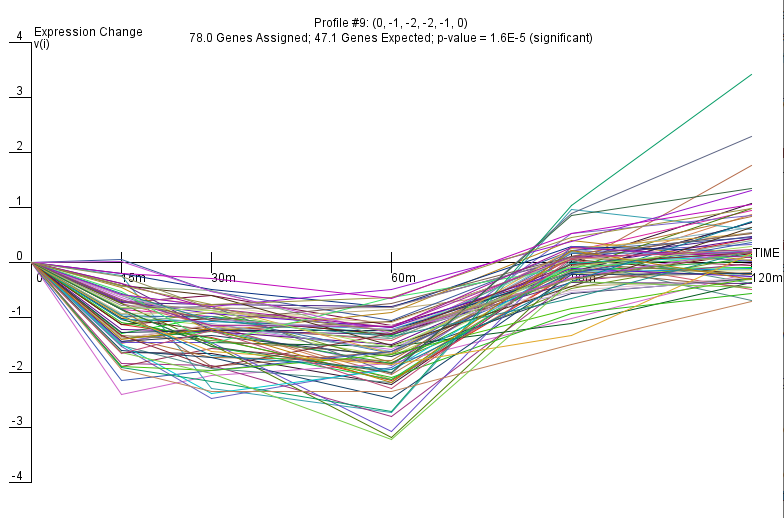 Profile #9: (0, -1, -2, -2, -1, 0)
78.0 Genes Assigned; 47.1 Genes Expected; p-value = 1.6E-5 (significant)
Expression Change
v(i)
4
3
2
1
0
-1
-2
-3
-4
TIME
0 15m 30m 60m 90m 120m